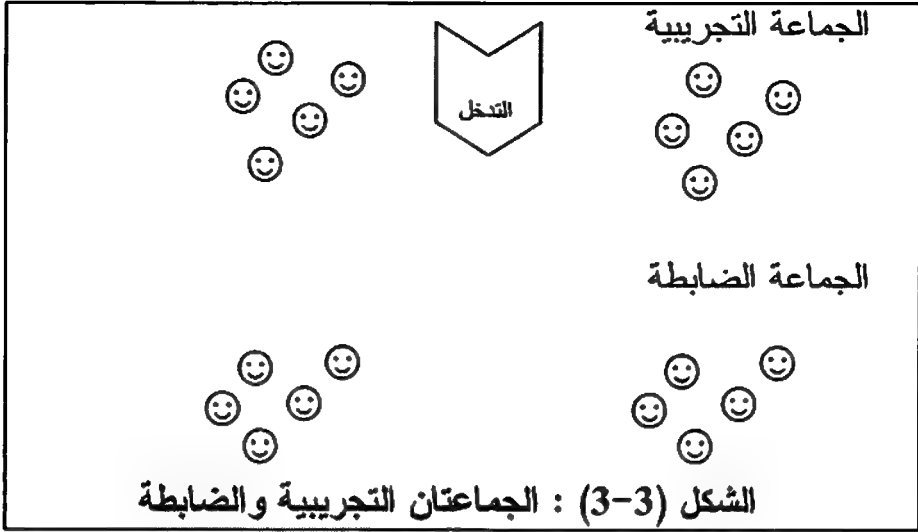 الجماعة التجريبية
التدخل
الجماعة الضابطة
الشكل (3-3) : الجماعتان التجريبية والضابطة